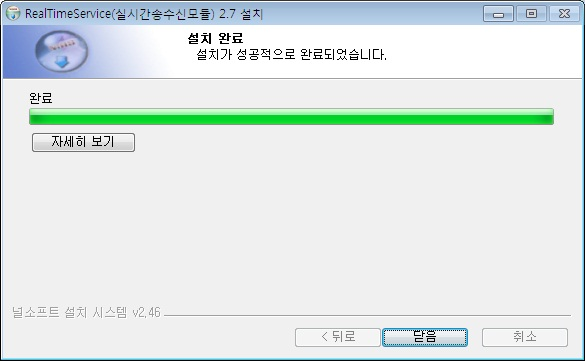 RealTimeService(실시간송수신모듈) 2.7 설치
설치 완료
설치가 성공적으로 완료되었습니다.
완료
자세히 보기
널소프트 설치 시스템 v2.46
< 뒤로
닫음
취소